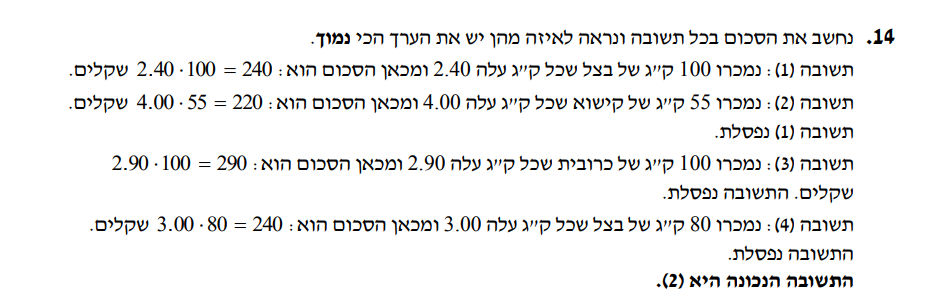 14. נחשב את הסכום בכל תשובה ונראה לאיזה מהן יש את הערך הכי נמוך.
תשובה (1): נמכרו 100 ק״ג של בצל שכל ק״ג עלה 2.40 ומכאן הסכום הוא: 2.40 · 100 = 240 שקלים.
תשובה (2): נמכרו 55 ק״ג של קישוא שכל ק״ג עלה 4.00 ומכאן הסכום הוא: 4.00 · 55 = 220 שקלים.
תשובה (1) נפסלת.
תשובה (3): נמכרו 100 ק״ג של כרובית שכל ק״ג עלה 2.90 ומכאן הסכום הוא: 2.90 · 100 = 290
שקלים. התשובה נפסלת.
תשובה (4): נמכרו 80 ק״ג של בצל שכל ק״ג עלה 3.00 ומכאן הסכום הוא: 3.00 · 80 = 240 שקלים.
התשובה נפסלת.
התשובה הנכונה היא (2).